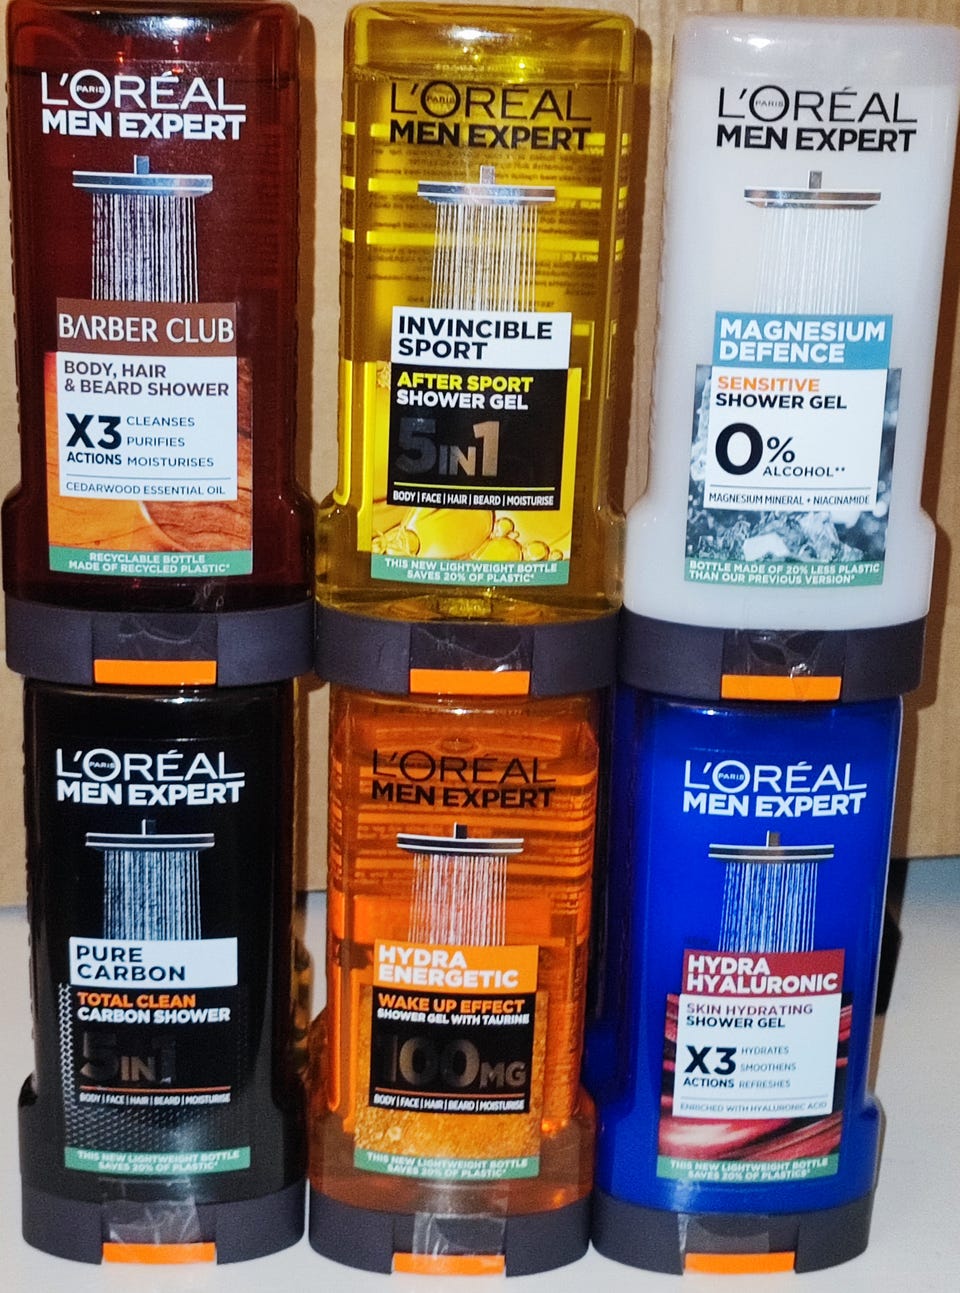 L'ORÉAL
PARIS
MEN EXPERT
BARBER CLUB
BODY, HAIR
& BEARD SHOWER
X3
ACTIONS
CLEANSES
PURIFIES
MOISTURISES
CEDARWOOD ESSENTIAL OIL
RECYCLABLE BOTTLE
MADE OF RECYCLED PLASTIC*
L'ORÉAL
PARIS
MEN EXPERT
INVINCIBLE
SPORT
AFTER SPORT
SHOWER GEL
5IN1
BODY | FACE | HAIR | BEARD | MOISTURISE
THIS NEW LIGHTWEIGHT BOTTLE
SAVES 20% OF PLASTIC*
L'ORÉAL
PARIS
MEN EXPERT
MAGNESIUM
DEFENCE
SENSITIVE
SHOWER GEL
0%
ALCOHOL**
MAGNESIUM MINERAL + NIACINAMIDE
BOTTLE MADE OF 20% LESS PLASTIC
THAN OUR PREVIOUS VERSION*
L'ORÉAL
PARIS
MEN EXPERT
PURE
CARBON
TOTAL CLEAN
CARBON SHOWER
5IN1
BODY | FACE | HAIR | BEARD | MOISTURISE
THIS NEW LIGHTWEIGHT BOTTLE
SAVES 20% OF PLASTIC*
L'ORÉAL
PARIS
MEN EXPERT
HYDRA
ENERGETIC
WAKE UP EFFECT
SHOWER GEL WITH TAURINE
100MG
BODY | FACE | HAIR | BEARD | MOISTURISE
THIS NEW LIGHTWEIGHT BOTTLE
SAVES 20% OF PLASTIC*
L'ORÉAL
PARIS
MEN EXPERT
HYDRA
HYALURONIC
SKIN HYDRATING
SHOWER GEL
X3
ACTIONS
HYDRATES
SMOOTHENS
REFRESHES
ENRICHED WITH HYALURONIC ACID
THIS NEW LIGHTWEIGHT BOTTLE
SAVES 20% OF PLASTICS*